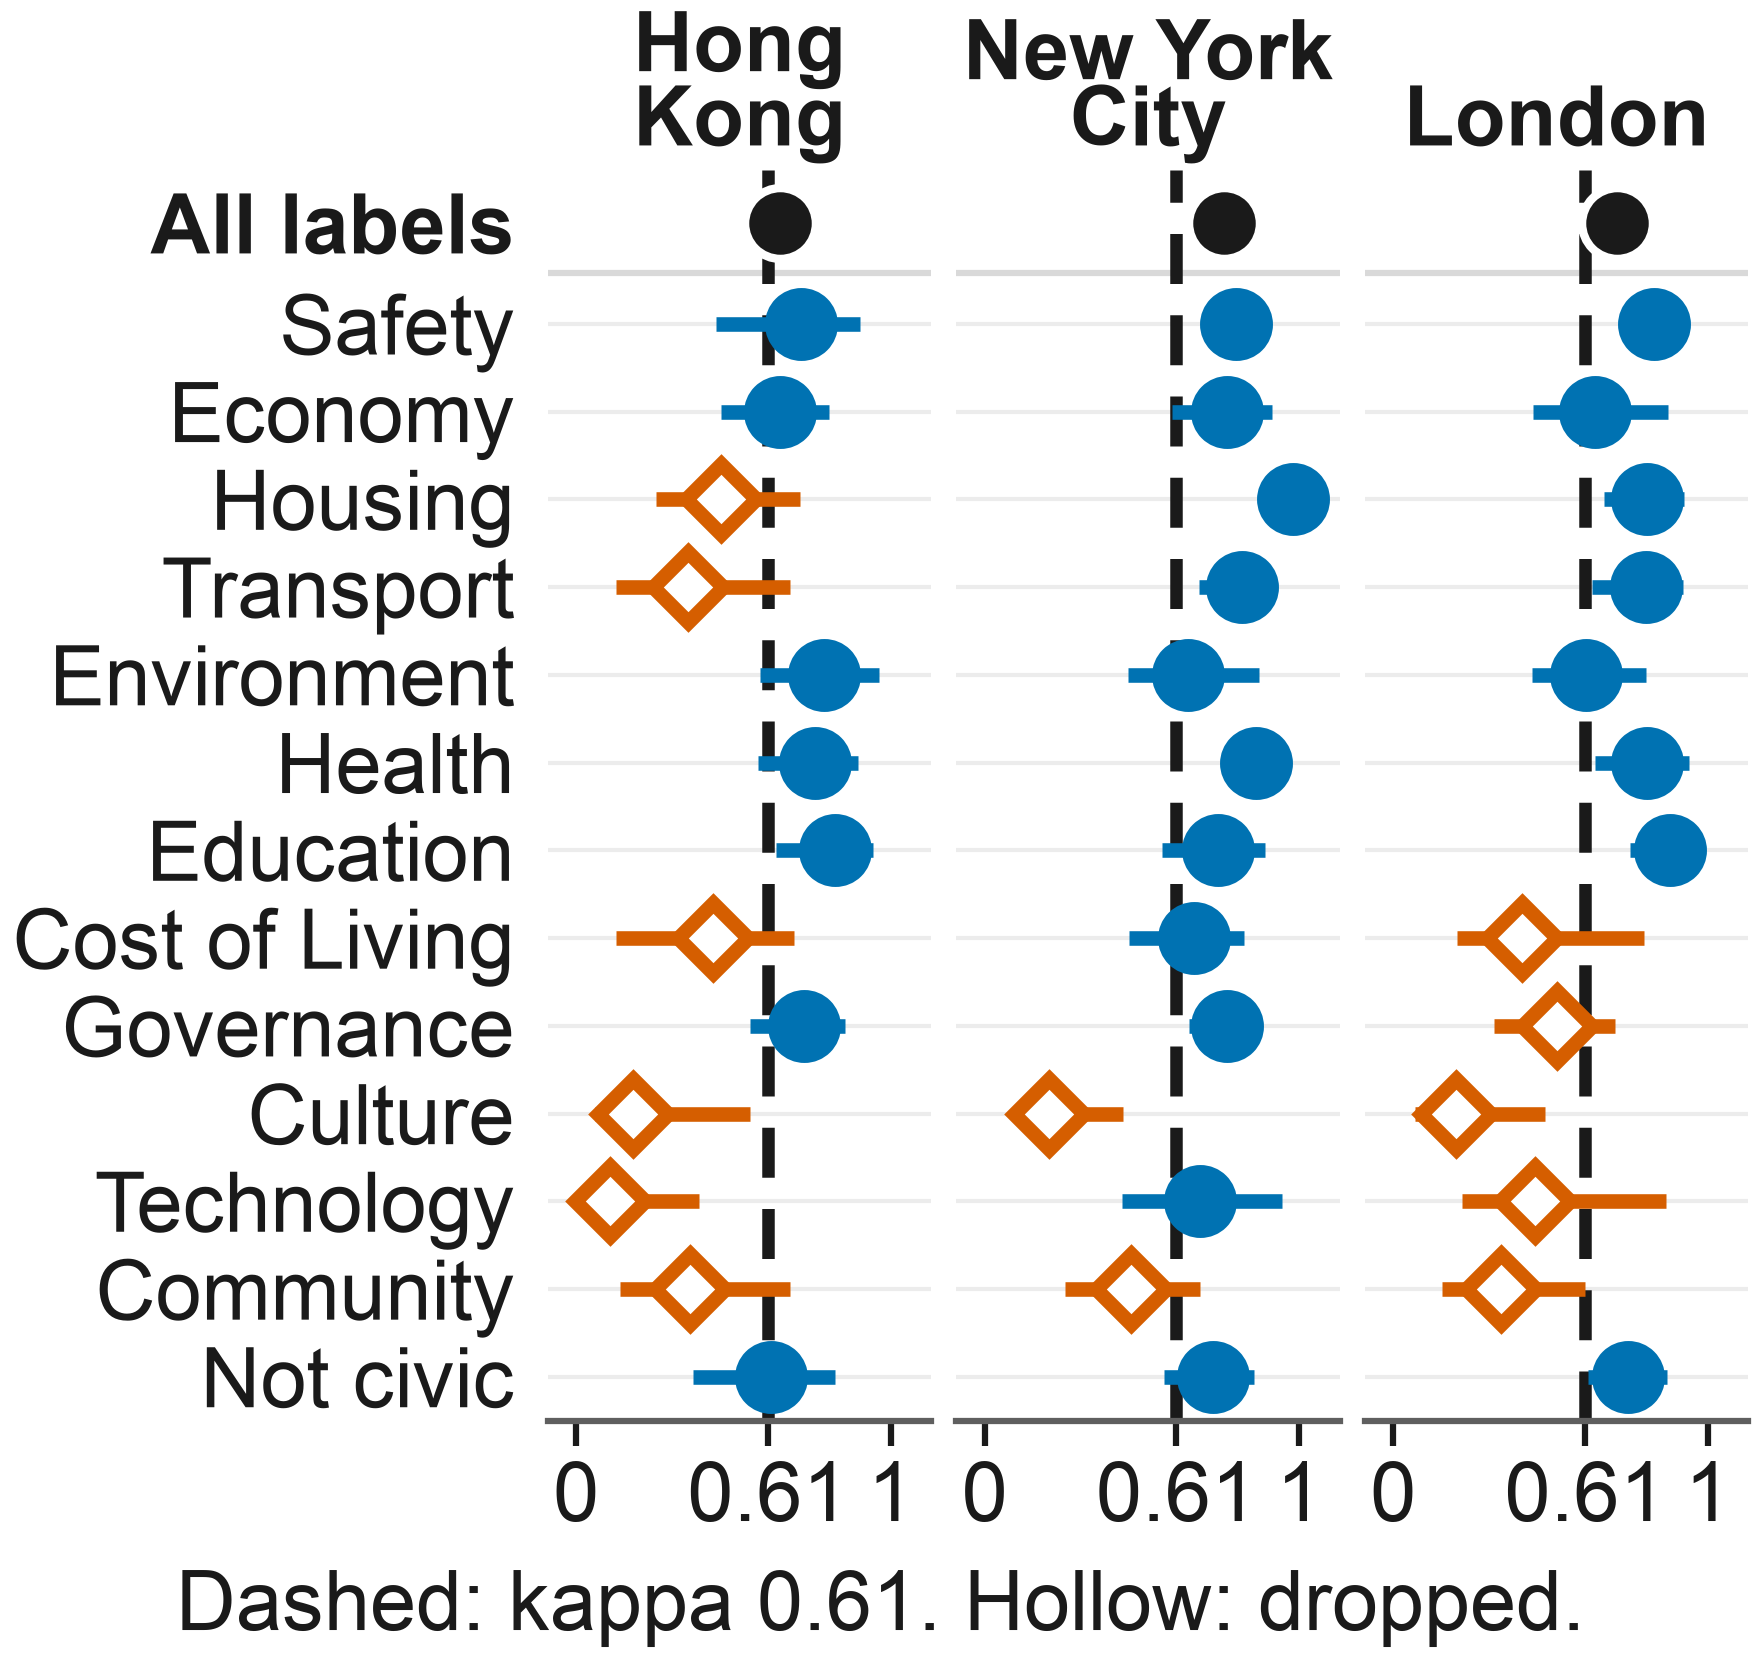 Hong
Kong
New York
City
London
All labels
Safety
Economy
Housing
Transport
Environment
Health
Education
Cost of Living
Governance
Culture
Technology
Community
Not civic
0 0.61 1
0 0.61 1
0 0.61 1
Dashed: kappa 0.61. Hollow: dropped.